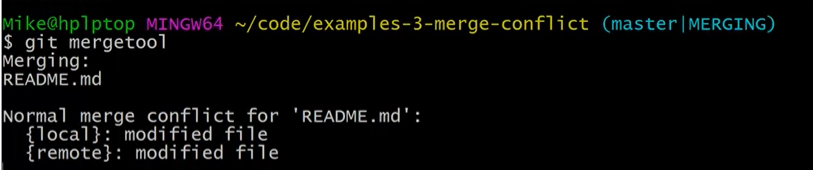 Mike@hplptop MINGW64 ~/code/examples-3-merge-conflict (master|MERGING)
$ git mergetool
Merging:
README.md

Normal merge conflict for 'README.md':
  {local}: modified file
  {remote}: modified file